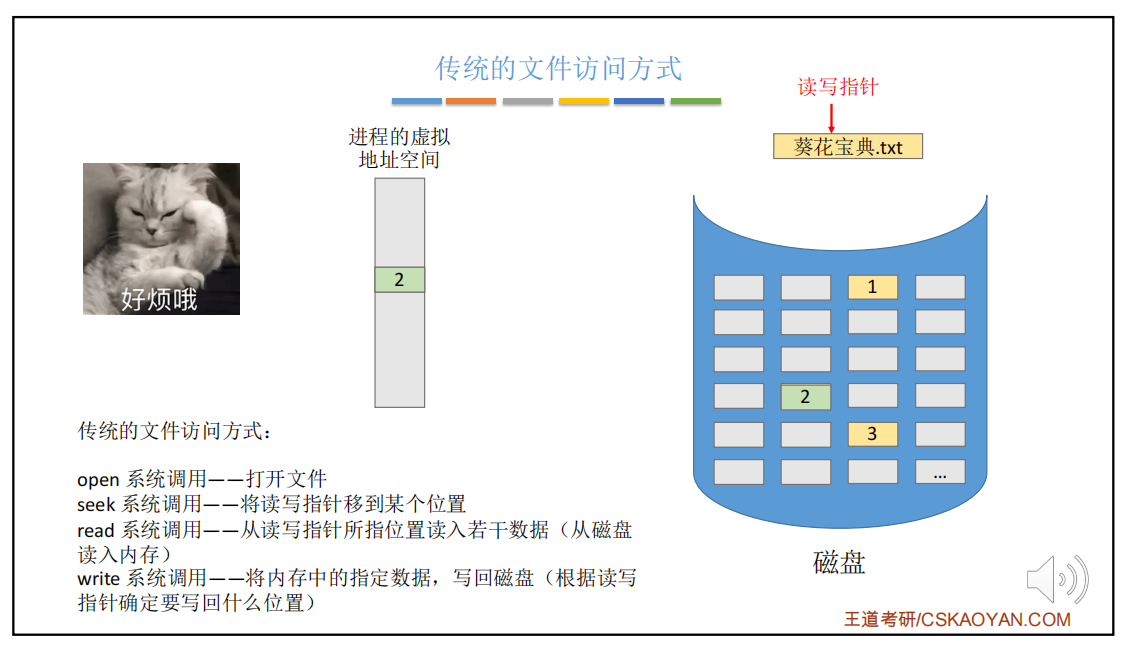 传统的文件访问方式
读写指针
葵花宝典.txt
进程的虚拟
地址空间
2
好烦哦
1
2
3
...
磁盘
传统的文件访问方式：
open 系统调用——打开文件
seek 系统调用——将读写指针移到某个位置
read 系统调用——从读写指针所指位置读入若干数据（从磁盘
读入内存）
write 系统调用——将内存中的指定数据，写回磁盘（根据读写
指针确定要写回什么位置）
王道考研/CSKAOYAN.COM